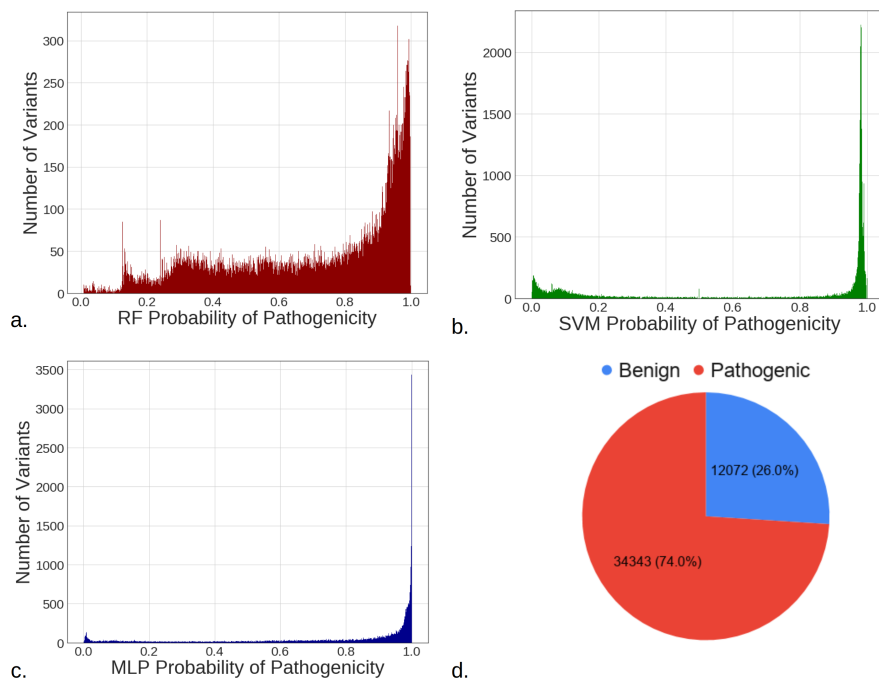 300
250
200
150
100
50
0
Number of Variants
0.0 0.2 0.4 0.6 0.8 1.0
RF Probability of Pathogenicity
a.
2000
1500
1000
500
0
Number of Variants
0.0 0.2 0.4 0.6 0.8 1.0
SVM Probability of Pathogenicity
b.
3500
3000
2500
2000
1500
1000
500
0
Number of Variants
0.0 0.2 0.4 0.6 0.8 1.0
MLP Probability of Pathogenicity
c.
Benign Pathogenic
12072 (26.0%)
34343 (74.0%)
d.